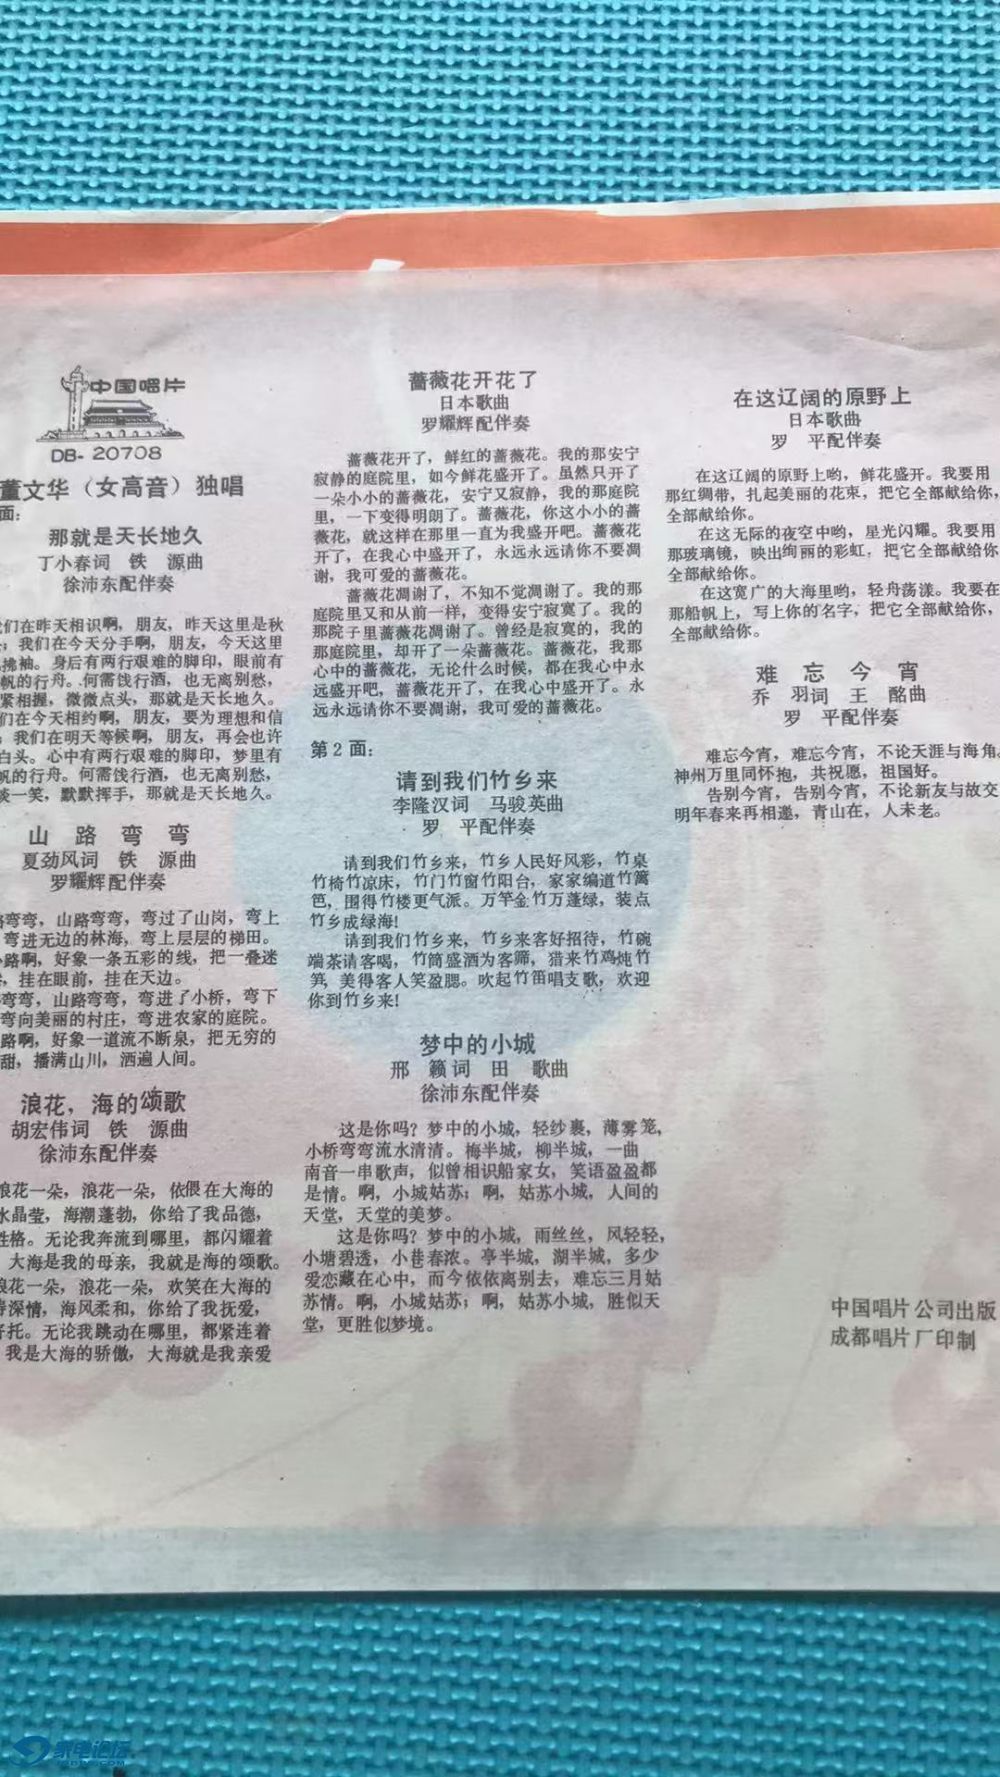 中国唱片
DB-20708
董文华（女高音）独唱
面：
那就是天长地久
丁小春词 铁 源曲
徐沛东配伴奏
们在昨天相识啊，朋友，昨天这里是秋
，我们在今天分手啊，朋友，今天这里
拂袖。身后有两行艰难的脚印，眼前有
帆的行舟。何需饯行酒，也无离别愁，
紧相握，微微点头，那就是天长地久。
们在今天相约啊，朋友，要为理想和信
；我们在明天等候啊，朋友，再会也许
白头。心中有两行艰难的脚印，梦里有
帆的行舟。何需饯行酒，也无离别愁，
一笑，默默挥手，那就是天长地久。
山 路 弯 弯
夏劲风词 铁 源曲
罗耀辉配伴奏
路弯弯，山路弯弯，弯过了山岗，弯上
弯进无边的林海，弯上层层的梯田。
路啊，好象一条五彩的线，把一叠迷
，挂在眼前，挂在天边。
弯弯，山路弯弯，弯进了小桥，弯下
弯向美丽的村庄，弯进农家的庭院。
路啊，好象一道流不断泉，把无穷的
甜，播满山川，洒遍人间。
浪花，海的颂歌
胡宏伟词 铁 源曲
徐沛东配伴奏
浪花一朵，浪花一朵，依偎在大海的
水晶莹，海潮蓬勃，你给了我品德，
性格。无论我奔流到哪里，都闪耀着
大海是我的母亲，我就是海的颂歌。
浪花一朵，浪花一朵，欢笑在大海的
深情，海风柔和，你给了我抚爱，
托。无论我跳动在哪里，都紧连着
我是大海的骄傲，大海就是我亲爱
蔷薇花开花了
日本歌曲
罗耀辉配伴奏
蔷薇花开了，鲜红的蔷薇花。我的那安宁
寂静的庭院里，如今鲜花盛开了。虽然只开了
一朵小小的蔷薇花，安宁又寂静，我的那庭院
里，一下变得明朗了。蔷薇花，你这小小的蔷
薇花，就这样在那里一直为我盛开吧。蔷薇花
开了，在我心中盛开了，永远永远请你不要凋
谢，我可爱的蔷薇花。
蔷薇花凋谢了，不知不觉凋谢了。我的那
庭院里又和从前一样，变得安宁寂寞了。我的
那院子里蔷薇花凋谢了。曾经是寂寞的，我的
那庭院里，却开了一朵蔷薇花。蔷薇花，我那
心中的蔷薇花，无论什么时候，都在我心中永
远盛开吧，蔷薇花开了，在我心中盛开了。永
远永远请你不要凋谢，我可爱的蔷薇花。
第2面：
请到我们竹乡来
李隆汉词 马骏英曲
罗 平配伴奏
请到我们竹乡来，竹乡人民好风彩，竹桌
竹椅竹凉床，竹门竹窗竹阳台，家家编道竹篱
笆，围得竹楼更气派。万竿金竹万蓬绿，装点
竹乡成绿海！
请到我们竹乡来，竹乡来客好招待，竹碗
端茶请客喝，竹筒盛酒为客筛，猎来竹鸡炖竹
笋，美得客人笑盈腮。吹起竹笛唱支歌，欢迎
你到竹乡来！
梦中的小城
邢 籁词 田 歌曲
徐沛东配伴奏
这是你吗？梦中的小城，轻纱裹，薄雾笼，
小桥弯弯流水清清。梅半城，柳半城，一曲
南音一串歌声，似曾相识船家女，笑语盈盈都
是情。啊，小城姑苏；啊，姑苏小城，人间的
天堂，天堂的美梦。
这是你吗？梦中的小城，雨丝丝，风轻轻，
小塘碧透，小巷春浓。亭半城，湖半城，多少
爱恋藏在心中，而今依依离别去，难忘三月姑
苏情。啊，小城姑苏；啊，姑苏小城，胜似天
堂，更胜似梦境。
在这辽阔的原野上
日本歌曲
罗 平配伴奏
在这辽阔的原野上哟，鲜花盛开。我要用
那红绸带，扎起美丽的花束，把它全部献给你，
全部献给你。
在这无际的夜空中哟，星光闪耀。我要用
那玻璃镜，映出绚丽的彩虹，把它全部献给你
全部献给你。
在这宽广的大海里哟，轻舟荡漾。我要在
那船帆上，写上你的名字，把它全部献给你，
全部献给你。
难 忘 今 宵
乔 羽词 王 酩曲
罗 平配伴奏
难忘今宵，难忘今宵，不论天涯与海角，
神州万里同怀抱，共祝愿，祖国好。
告别今宵，告别今宵，不论新友与故交
明年春来再相邀，青山在，人未老。
中国唱片公司出版
成都唱片厂印制
家电论坛